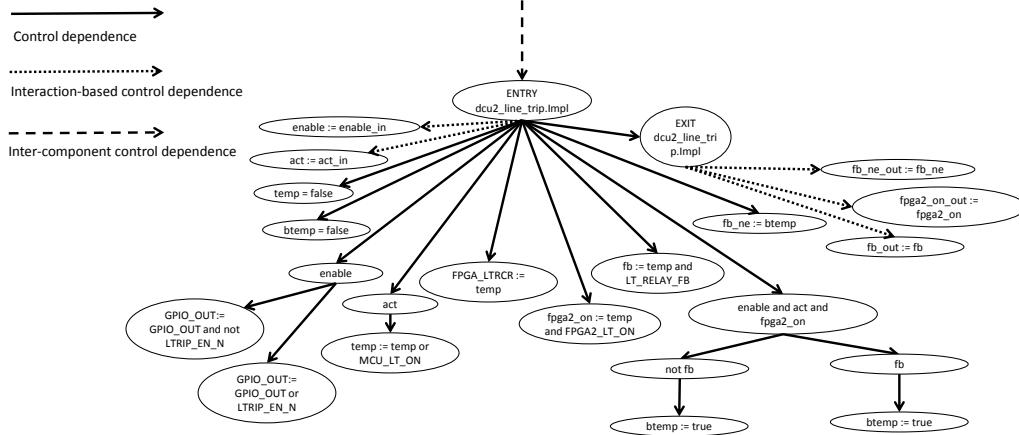 Control dependence
Interaction-based control dependence
Inter-component control dependence
ENTRY
dcu2_line_trip.Impl
EXIT
dcu2_line_tri
p.Impl
enable := enable_in
act := act_in
temp = false
btemp = false
fb_ne_out := fb_ne
fpga2_on_out :=
fpga2_on
fb_out := fb
fb_ne := btemp
enable
FPGA_LTRCR :=
temp
fb := temp and
LT_RELAY_FB
act
GPIO_OUT:=
GPIO_OUT and not
LTRIP_EN_N
fpga2_on := temp
and FPGA2_LT_ON
enable and act and
fpga2_on
temp := temp or
MCU_LT_ON
GPIO_OUT:=
GPIO_OUT or
LTRIP_EN_N
not fb
fb
btemp := true
btemp := true